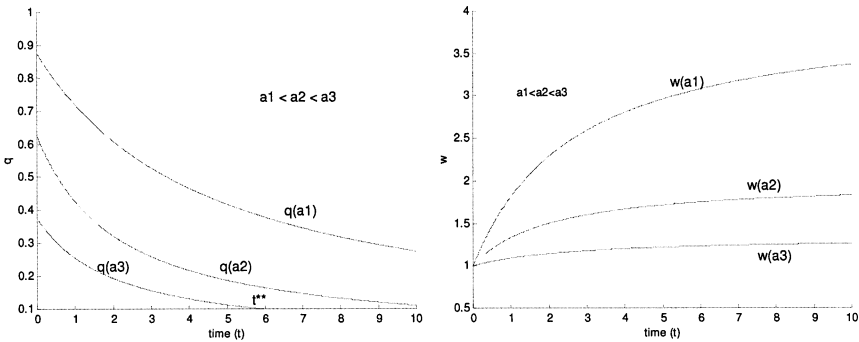 1
0.9
0.8
0.7
0.6
0.5
0.4
0.3
0.2
0.1
q
a1 < a2 < a3
q(a1)
q(a2)
q(a3)
t**
0 1 2 3 4 5 6 7 8 9 10
time (t)
4
3.5
3
2.5
2
1.5
1
0.5
w
a1<a2<a3
w(a1)
w(a2)
w(a3)
0 1 2 3 4 5 6 7 8 9 10
time (t)